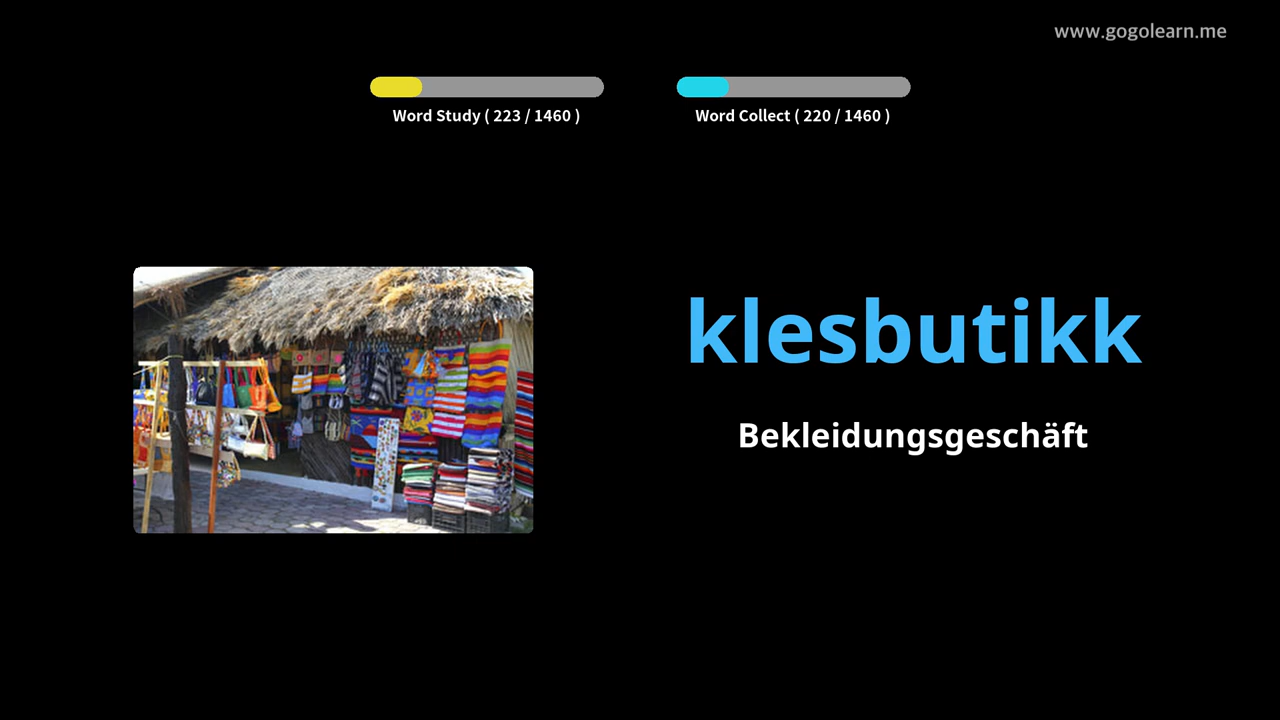 www.gogolearn.me
Word Study ( 223 / 1460 )
Word Collect ( 220 / 1460 )
klesbutikk
Bekleidungsgeschäft